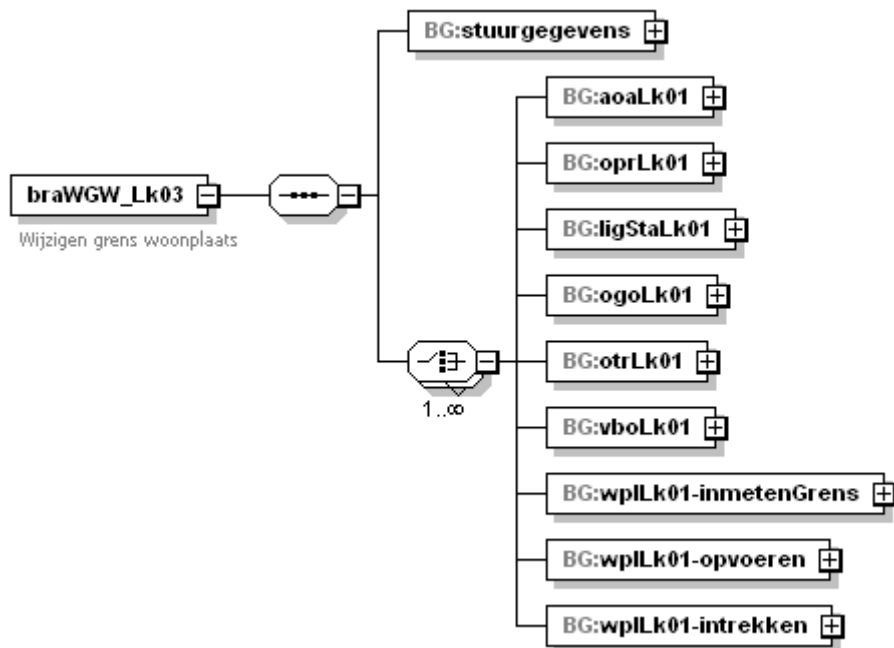 BG:stuurgegevens
BG:aoaLk01
BG:oprLk01
braWGW_Lk03
Wijzigen grens woonplaats
BG:ligStaLk01
BG:ogoLk01
BG:otrLk01
1..∞
BG:vboLk01
BG:wplLk01-inmetenGrens
BG:wplLk01-opvoeren
BG:wplLk01-intrekken